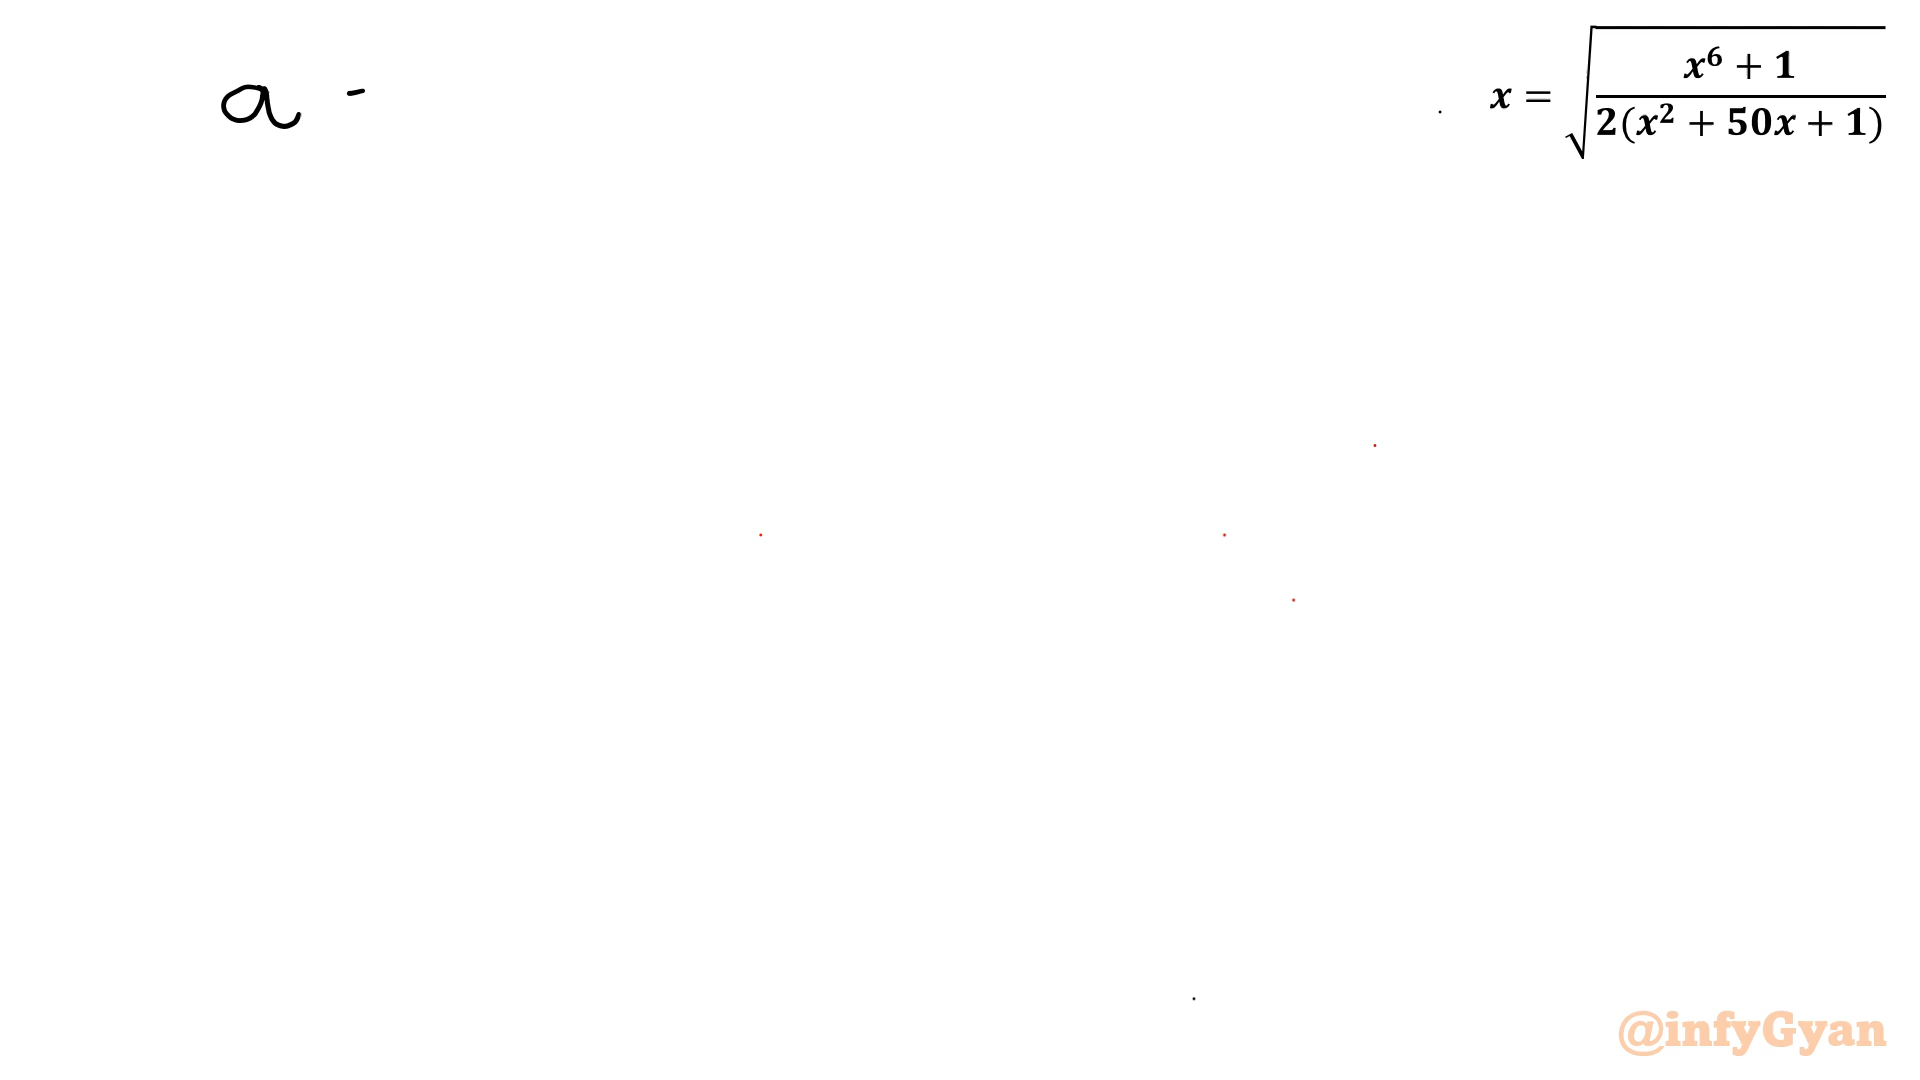 a -
x = √((x⁶ + 1)/(2(x² + 50x + 1)))
@infyGyan